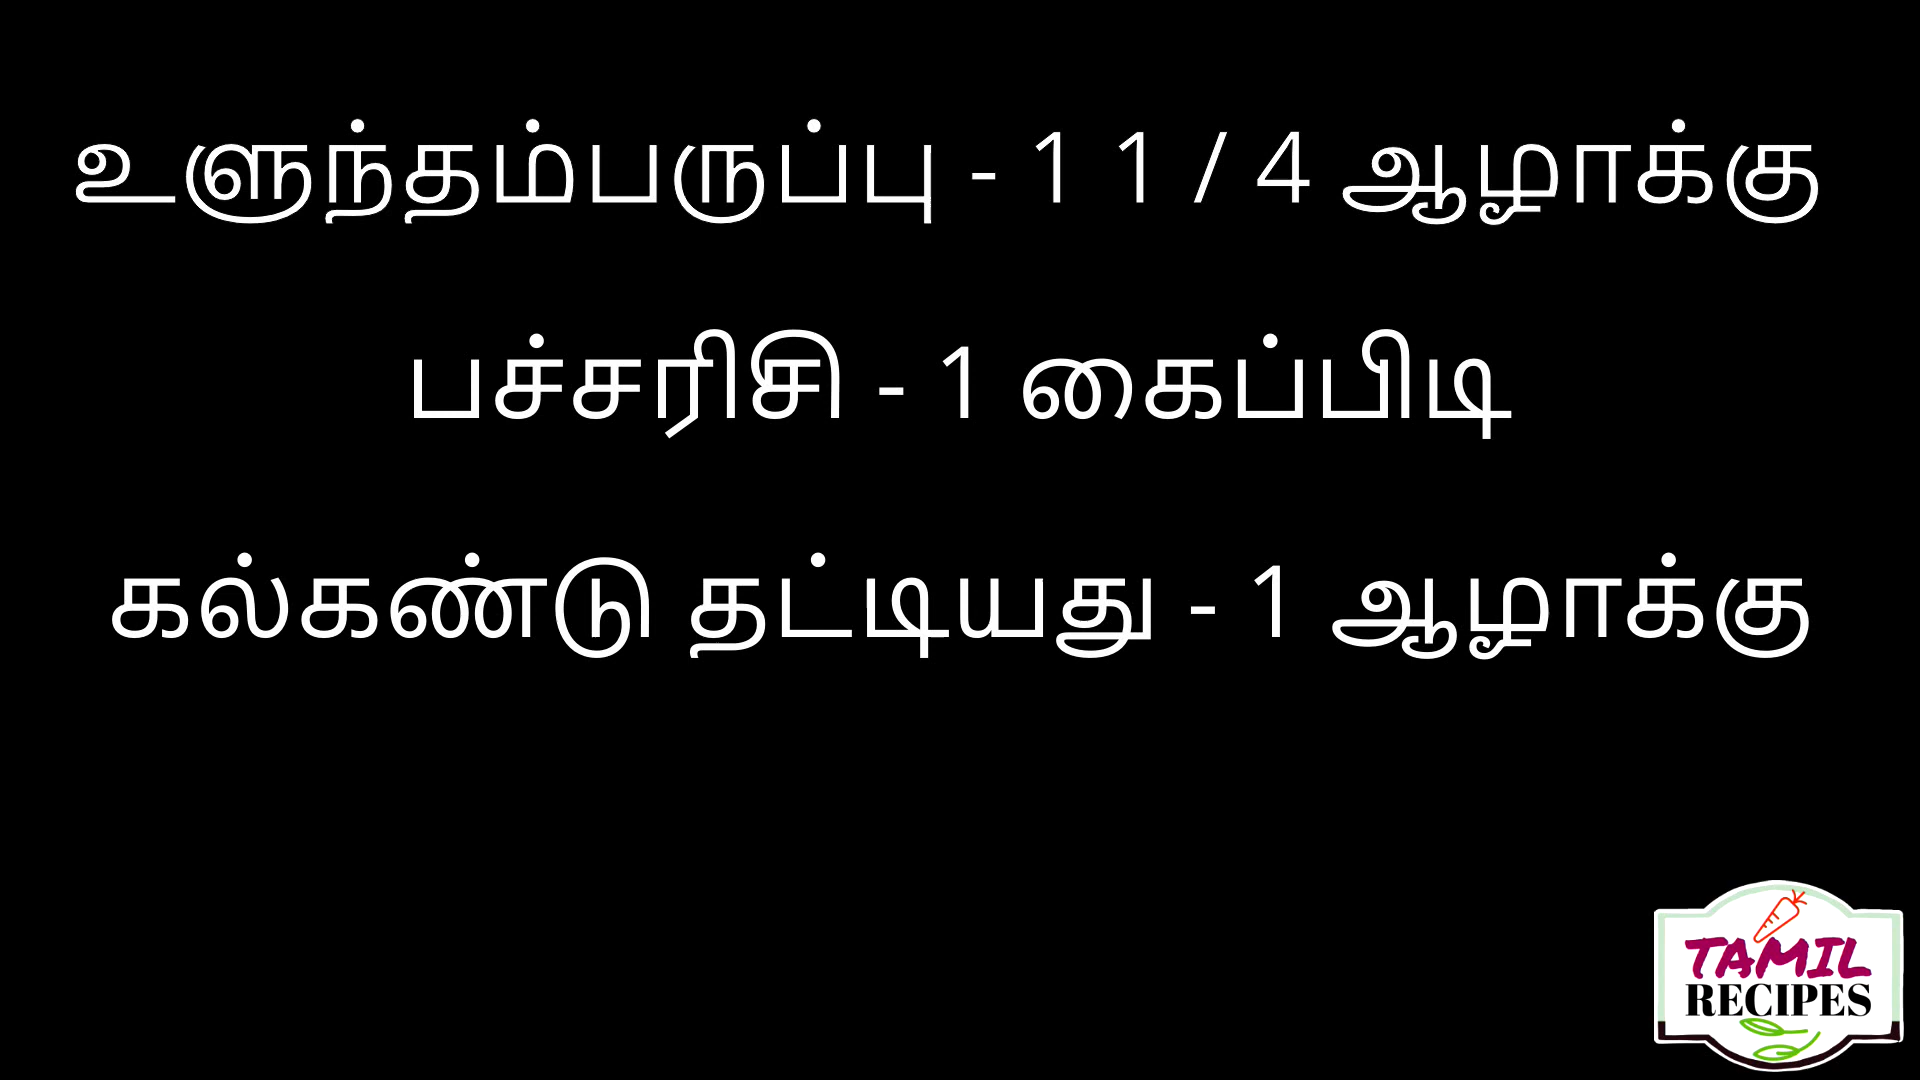 உளுந்தம்பருப்பு - 1 1 / 4 ஆழாக்கு
பச்சரிசி - 1 கைப்பிடி
கல்கண்டு தட்டியது - 1 ஆழாக்கு
TAMIL
RECIPES